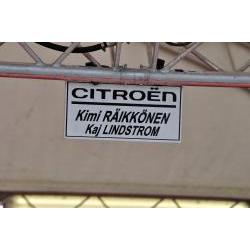 CITROËN
Kimi RÄIKKÖNEN
Kaj LINDSTROM